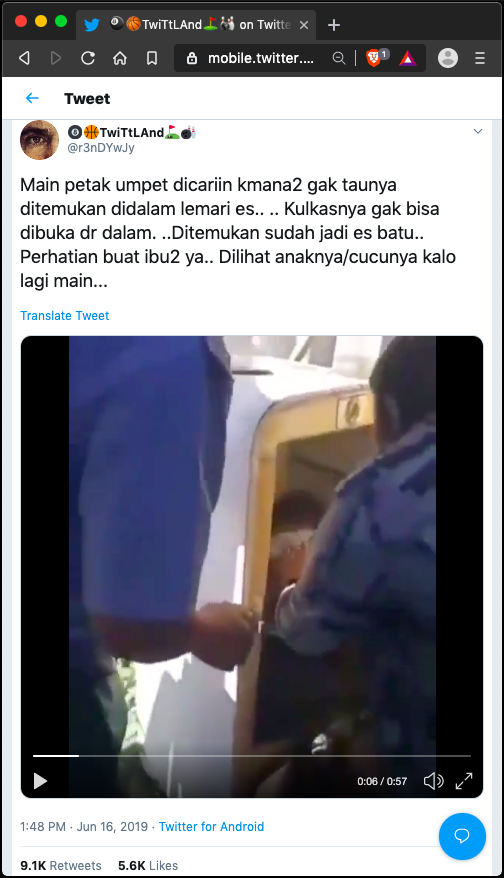 🎱🏀TwiTtLAnd⛳🎳 on Twitte
mobile.twitter....
1
Tweet
🎱🏀TwiTtLAnd⛳🎳
@r3nDYwJy
Main petak umpet dicariin kmana2 gak taunya
ditemukan didalam lemari es.. .. Kulkasnya gak bisa
dibuka dr dalam. ..Ditemukan sudah jadi es batu..
Perhatian buat ibu2 ya.. Dilihat anaknya/cucunya kalo
lagi main...
Translate Tweet
0:06 / 0:57
1:48 PM · Jun 16, 2019 · Twitter for Android
9.1K Retweets 5.6K Likes